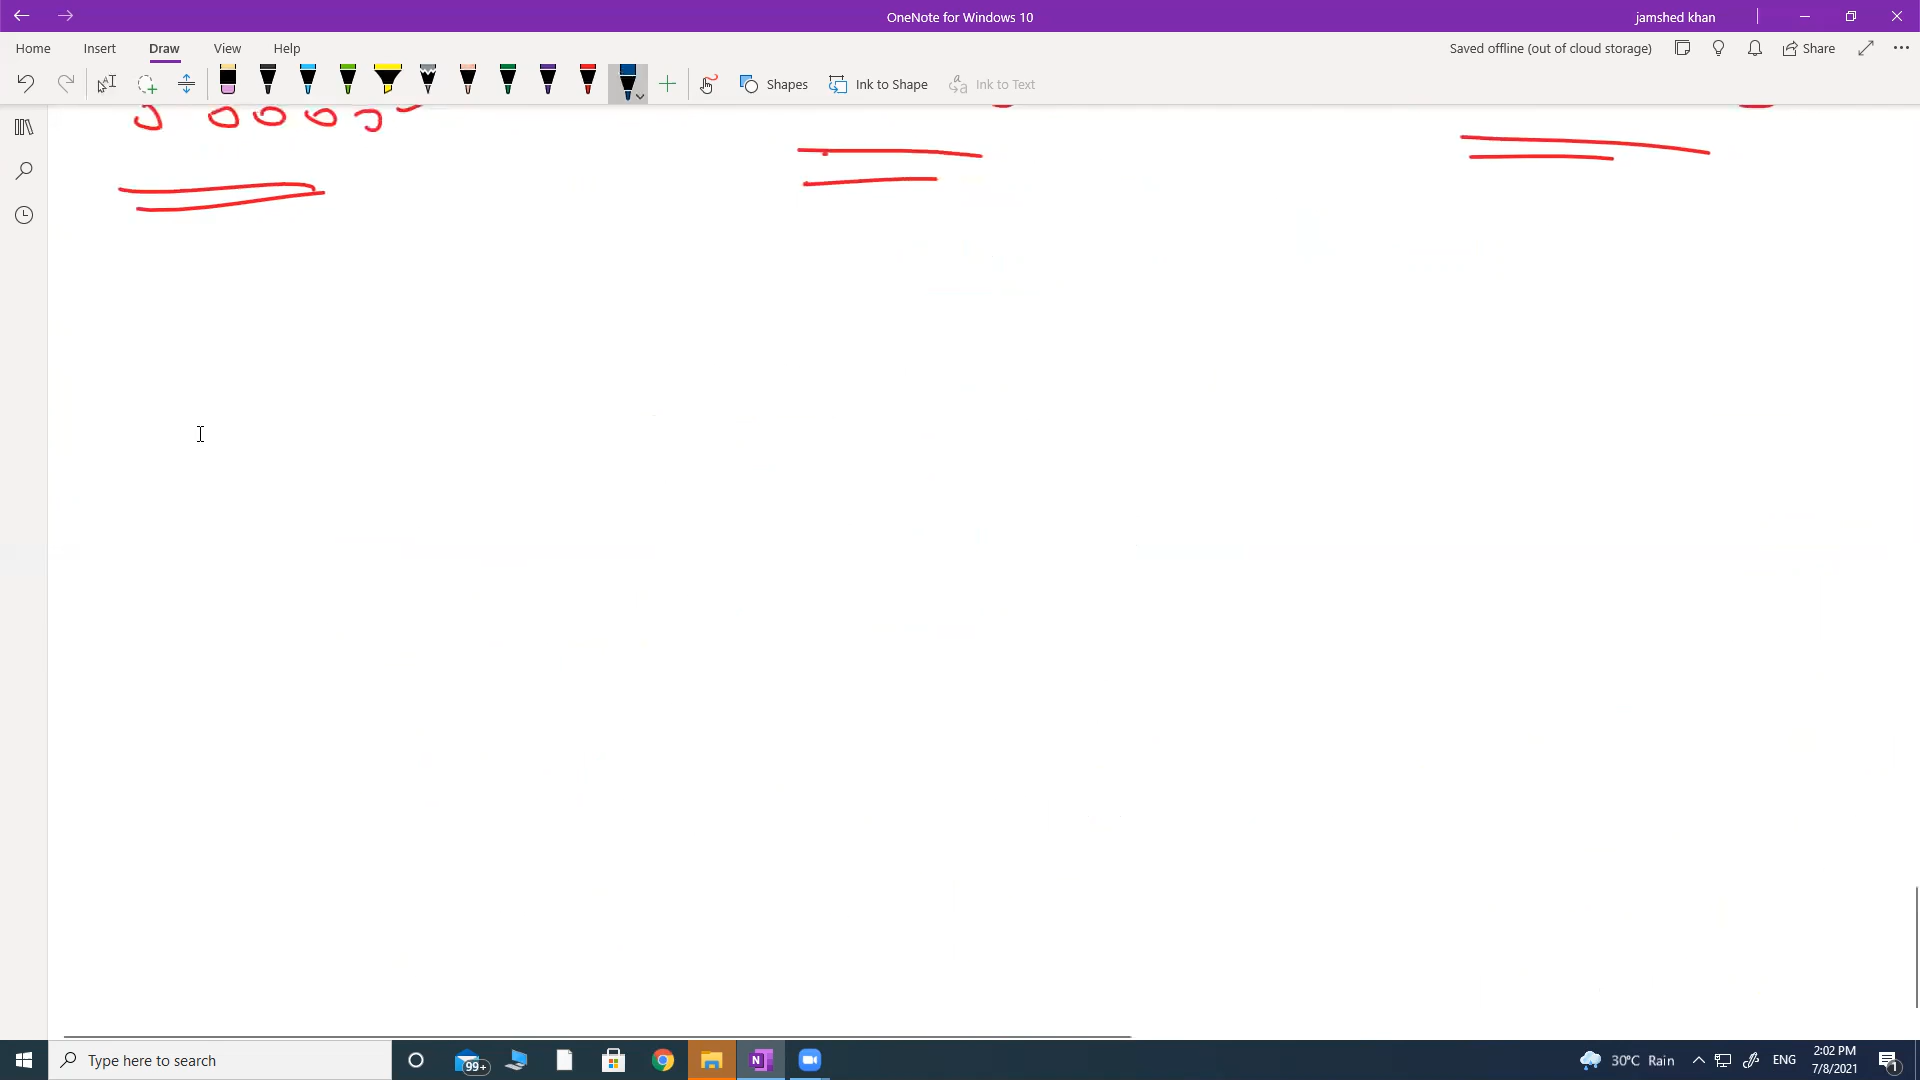 OneNote for Windows 10
jamshed khan
Home Insert Draw View Help
Saved offline (out of cloud storage)
Share
Shapes
Ink to Shape
Ink to Text
Type here to search
99+
N
30°C Rain
ENG
2:02 PM
7/8/2021
1